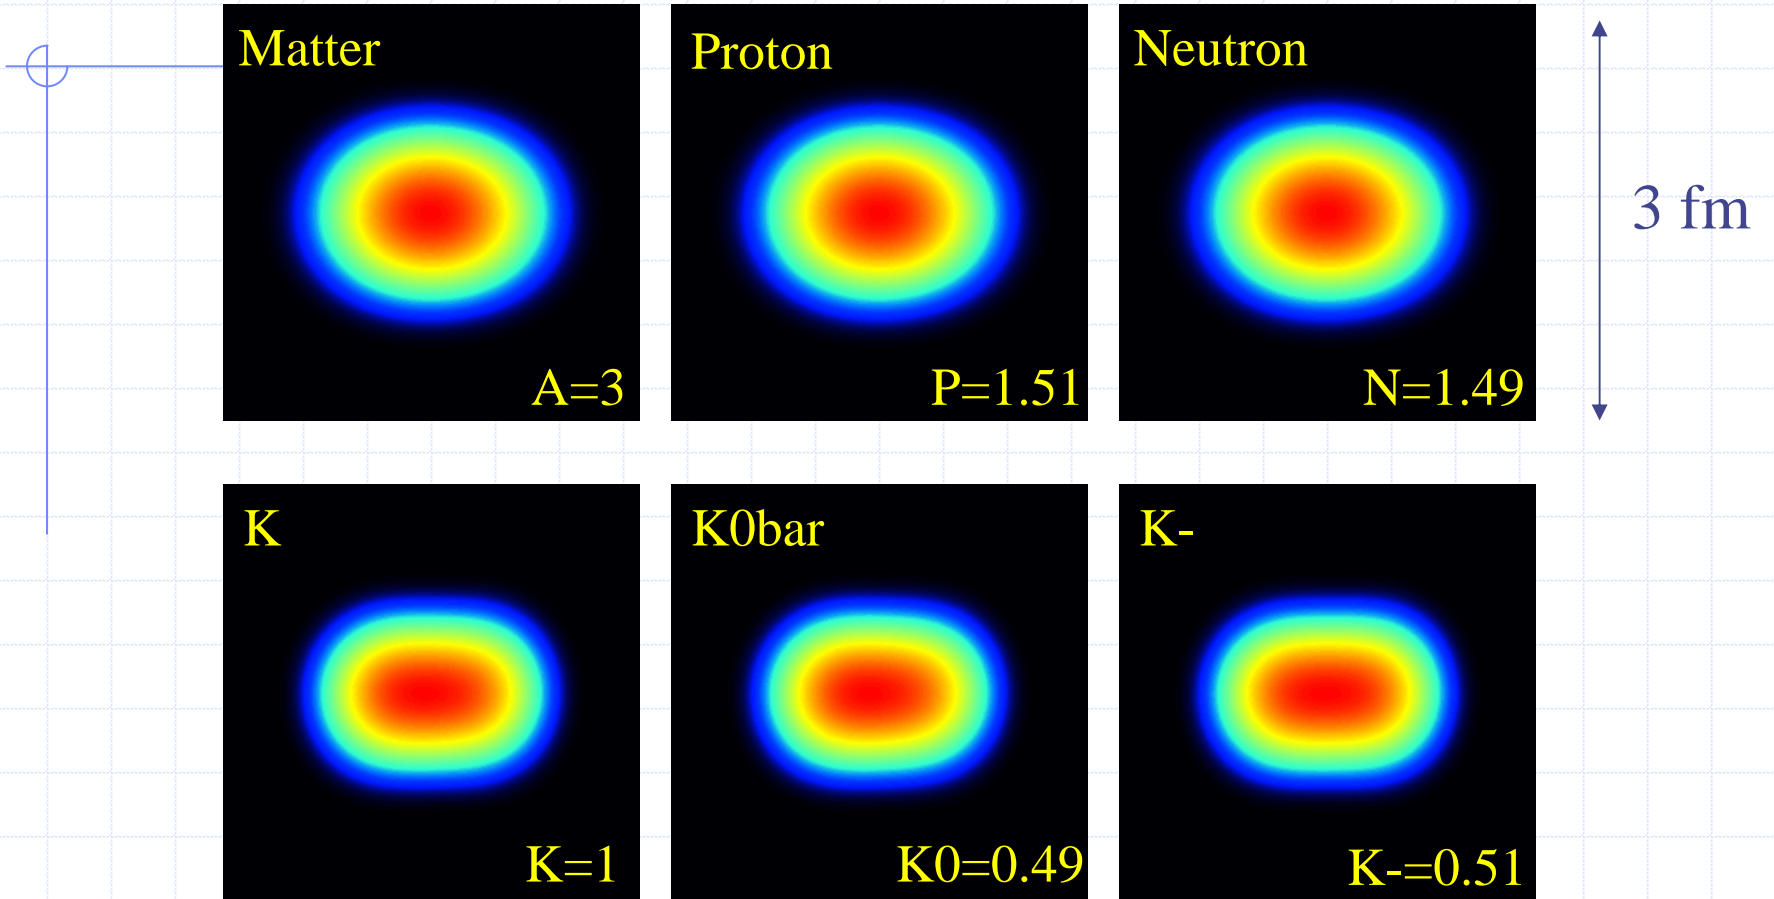 Matter
Proton
Neutron
A=3
P=1.51
N=1.49
3 fm
K
K0bar
K-
K=1
K0=0.49
K-=0.51